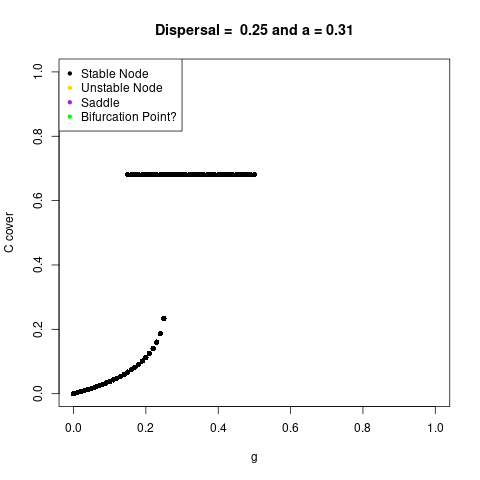 Dispersal =  0.25 and a = 0.31
Stable Node
Unstable Node
Saddle
Bifurcation Point?
C cover
1.0
0.8
0.6
0.4
0.2
0.0
0.0 0.2 0.4 0.6 0.8 1.0
g